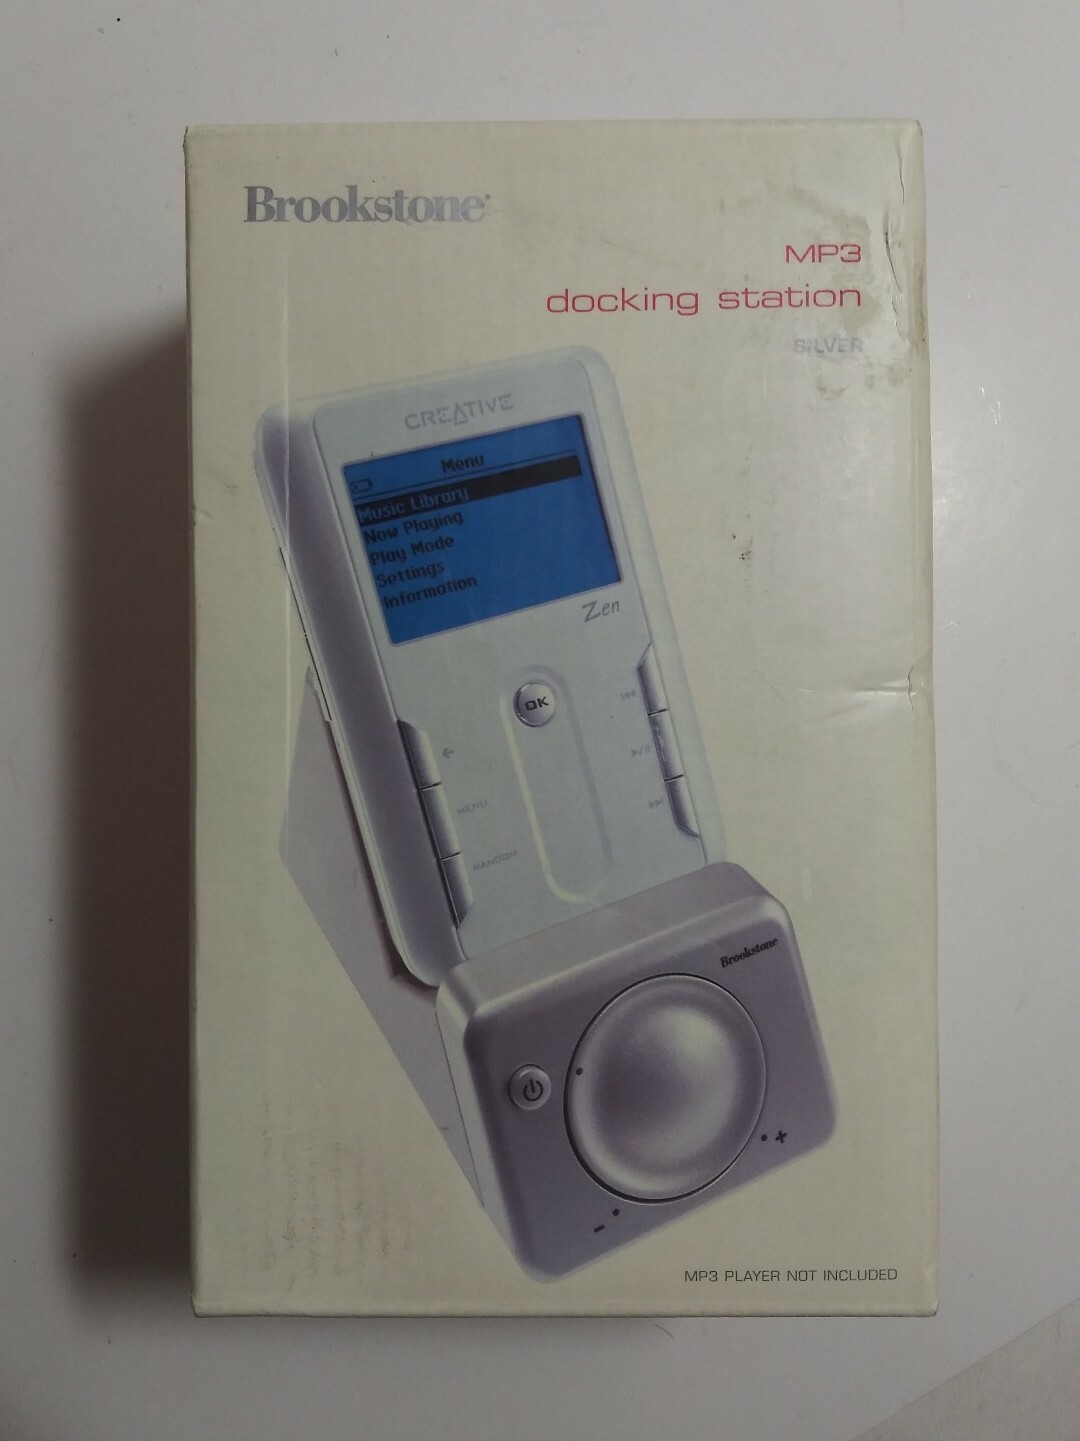 Brookstone
MP3
docking station
SILVER
CREATIVE
Menu
Music Library
Now Playing
Play Mode
Settings
Information
Zen
OK
MENU
RANDOM
Brookstone
MP3 PLAYER NOT INCLUDED